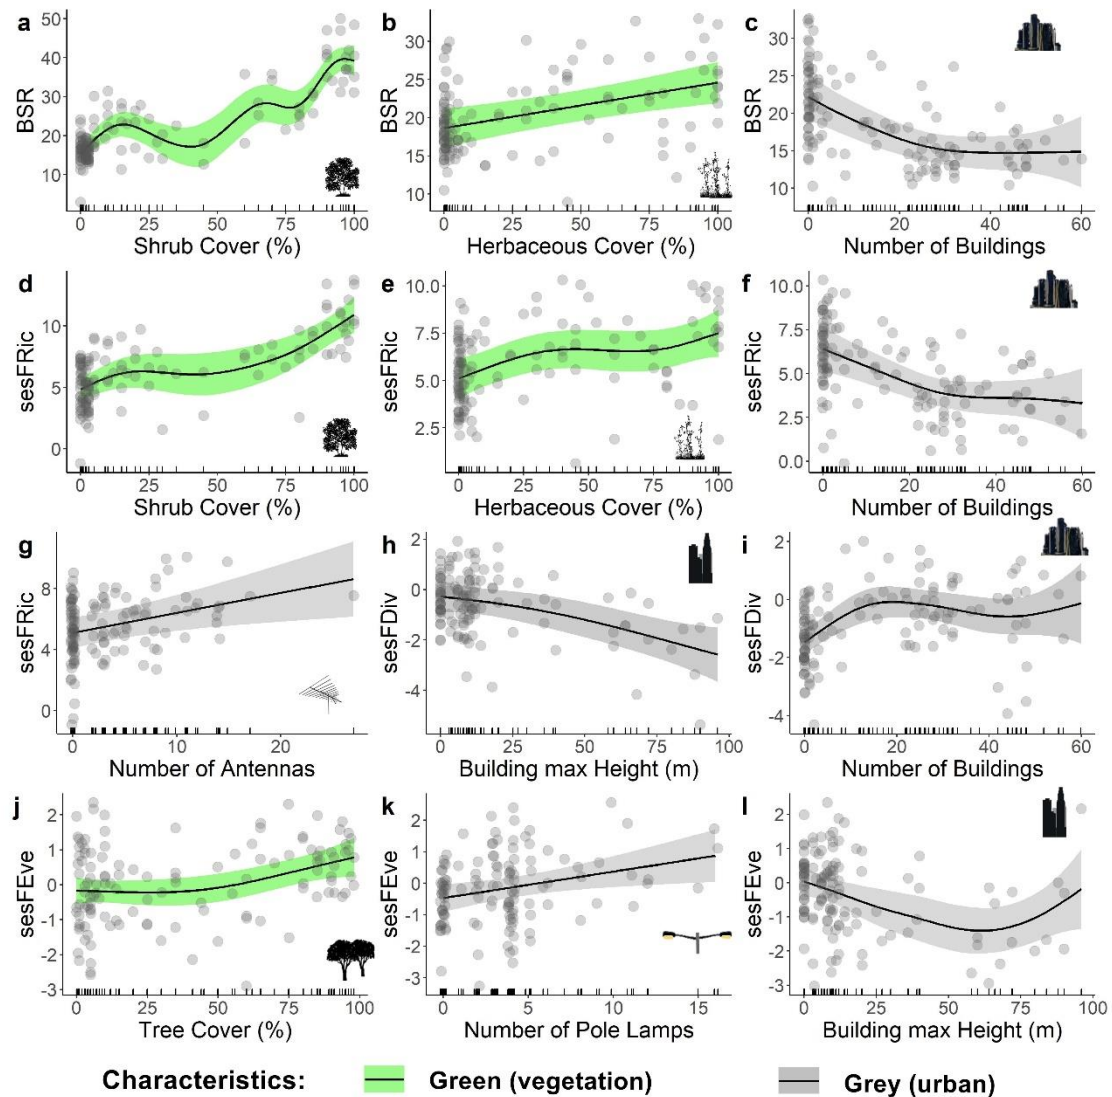 a
50
40
30
20
10
BSR
0
25
50
75
100
Shrub Cover (%)
b
30
25
20
15
10
BSR
0
25
50
75
100
Herbaceous Cover (%)
c
30
25
20
15
10
BSR
0
20
40
60
Number of Buildings
d
10
5
0
sesFRic
0
25
50
75
100
Shrub Cover (%)
e
10.0
7.5
5.0
2.5
sesFRic
0
25
50
75
100
Herbaceous Cover (%)
f
10.0
7.5
5.0
2.5
0.0
sesFRic
0
20
40
60
Number of Buildings
g
8
4
0
sesFRic
0
10
20
Number of Antennas
h
2
0
-2
-4
sesFDiv
0
25
50
75
100
Building max Height (m)
i
2
0
-2
-4
sesFDiv
0
20
40
60
Number of Buildings
j
2
1
0
-1
-2
-3
sesFEve
0
25
50
75
100
Tree Cover (%)
k
2
1
0
-1
-2
-3
sesFEve
0
5
10
15
Number of Pole Lamps
l
2
1
0
-1
-2
-3
sesFEve
0
25
50
75
100
Building max Height (m)
Characteristics: Green (vegetation) Grey (urban)